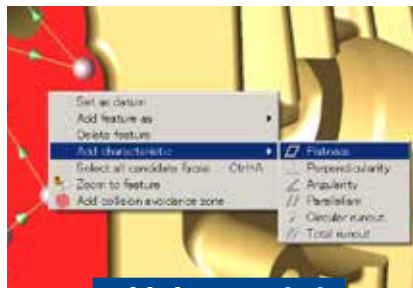 Set as datum
Add feature as
Delete feature
Add characteristic
Select all candidate faces Ctrl+A
Zoom to feature
Add collision avoidance zone
Flatness
Perpendicularity
Angularity
Parallelism
Circular runout
Total runout